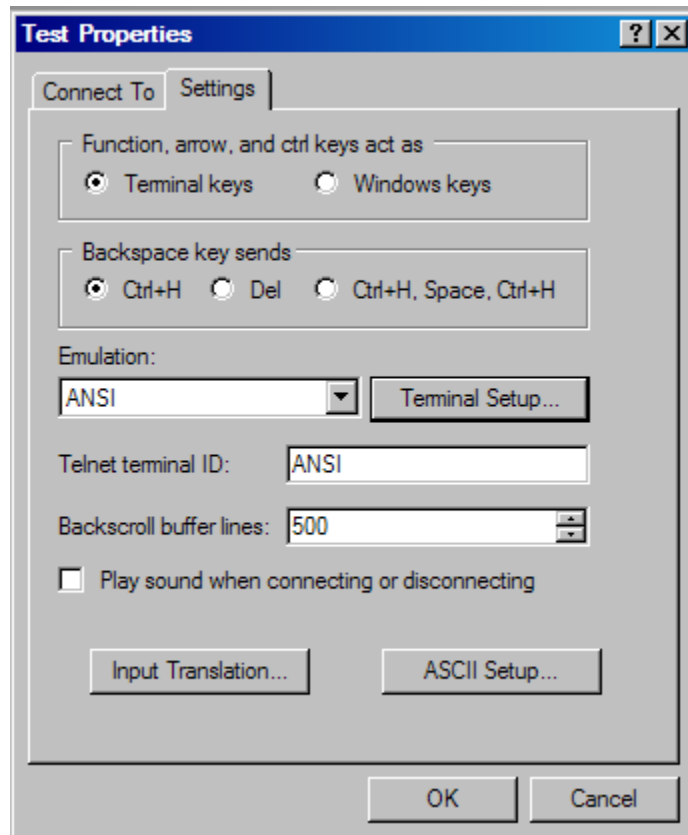 Test Properties
Connect To Settings
Function, arrow, and ctrl keys act as
Terminal keys Windows keys
Backspace key sends
Ctrl+H Del Ctrl+H, Space, Ctrl+H
Emulation:
ANSI Terminal Setup...
Telnet terminal ID: ANSI
Backscroll buffer lines: 500
Play sound when connecting or disconnecting
Input Translation... ASCII Setup...
OK Cancel